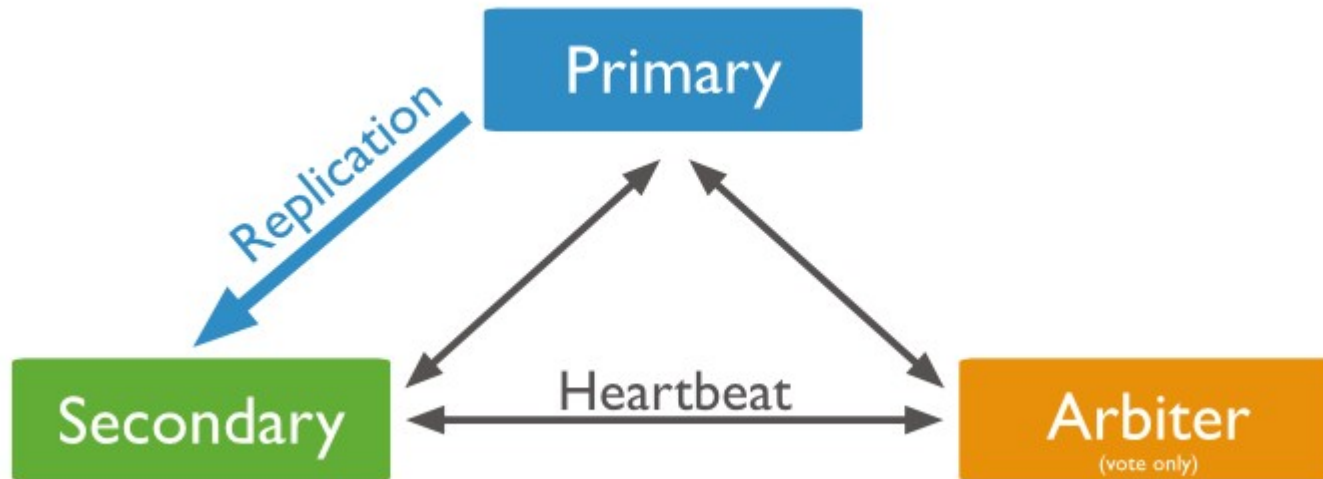 Primary
Replication
Heartbeat
Secondary
Arbiter
(vote only)